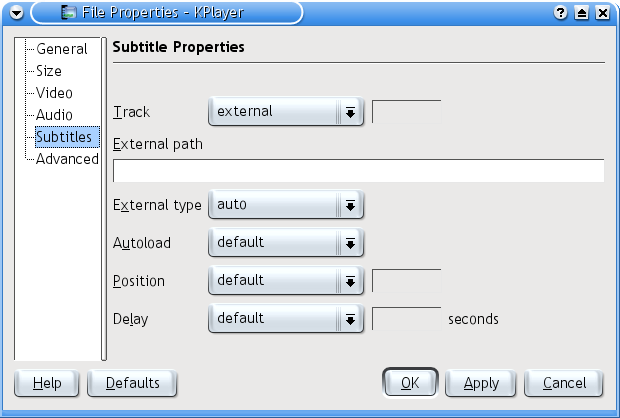 File Properties - KPlayer
General
Size
Video
Audio
Subtitles
Advanced
Subtitle Properties
Track external
External path
External type auto
Autoload default
Position default
Delay default seconds
Help Defaults OK Apply Cancel